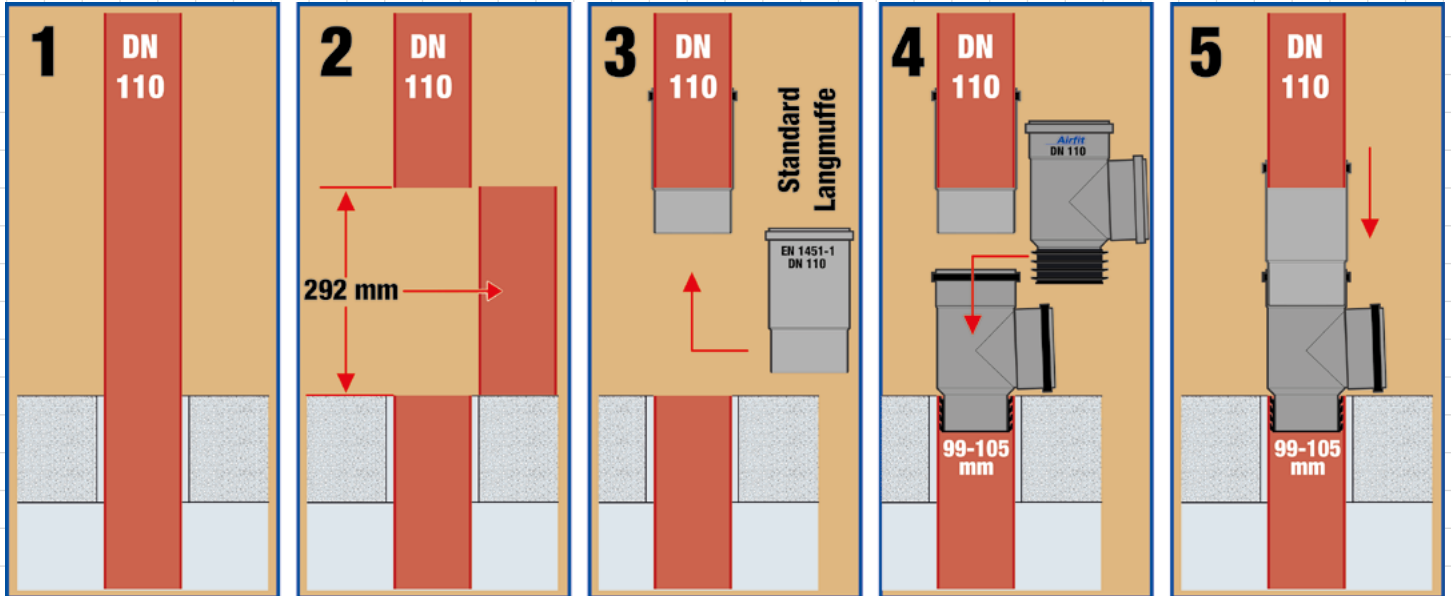 1
DN
110
2
DN
110
292 mm
3
DN
110
Standard
Langmuffe
EN 1451-1
DN 110
4
DN
110
Airfit
DN 110
99-105
mm
5
DN
110
99-105
mm